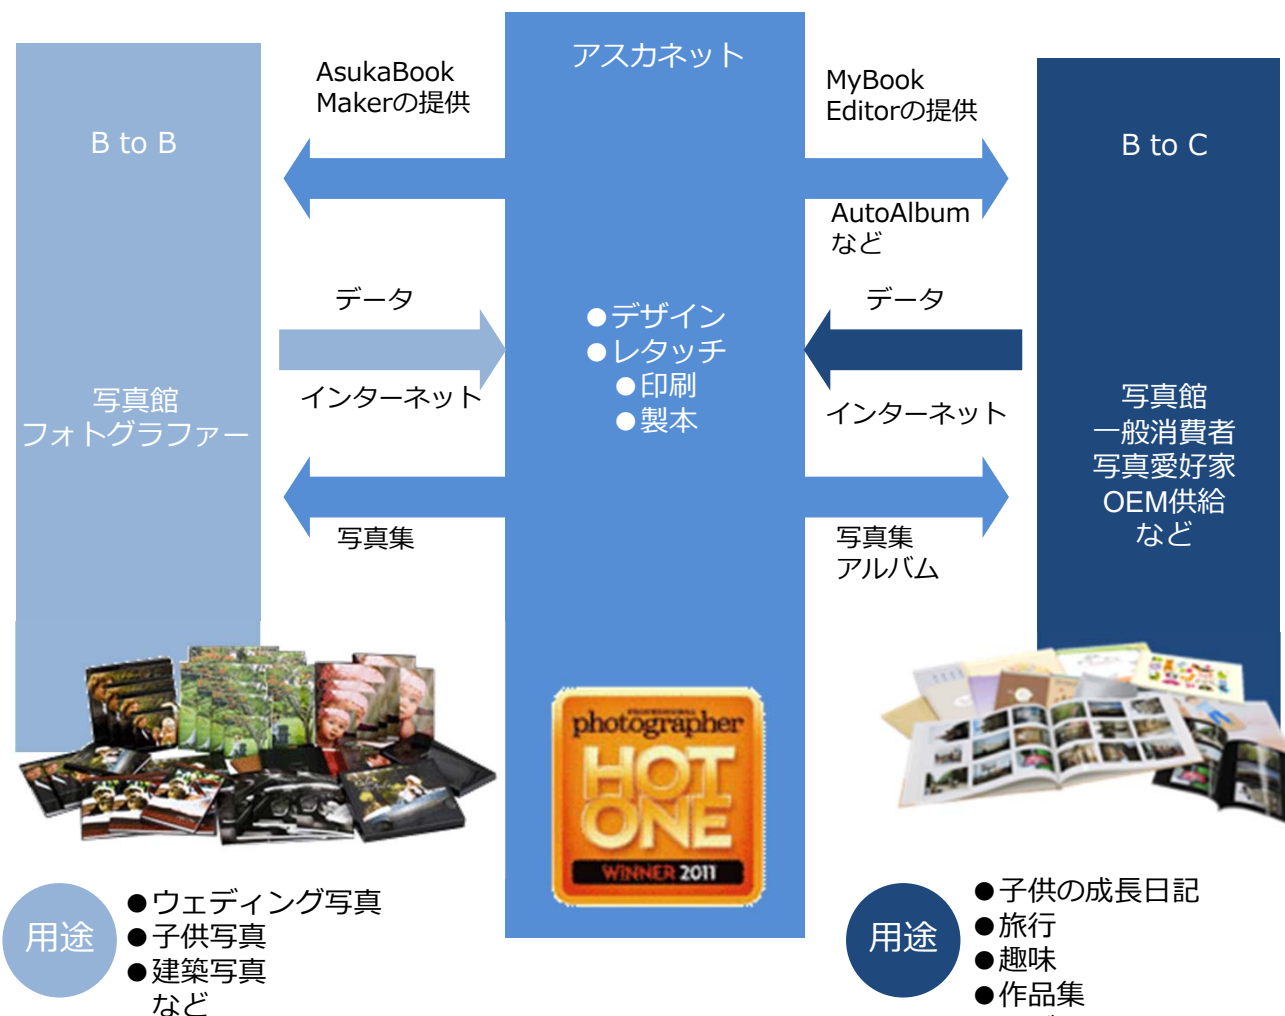 アスカネット
AsukaBook
Makerの提供
MyBook
Editorの提供
B to B
B to C
AutoAlbum
など
データ
データ
●デザイン
●レタッチ
●印刷
●製本
インターネット
インターネット
写真館
フォトグラファー
写真館
一般消費者
写真愛好家
OEM供給
など
写真集
写真集
アルバム
PROFESSIONAL
photographer
HOT
ONE
WINNER 2011
用途
●ウェディング写真
●子供写真
●建築写真
など
用途
●子供の成長日記
●旅行
●趣味
●作品集